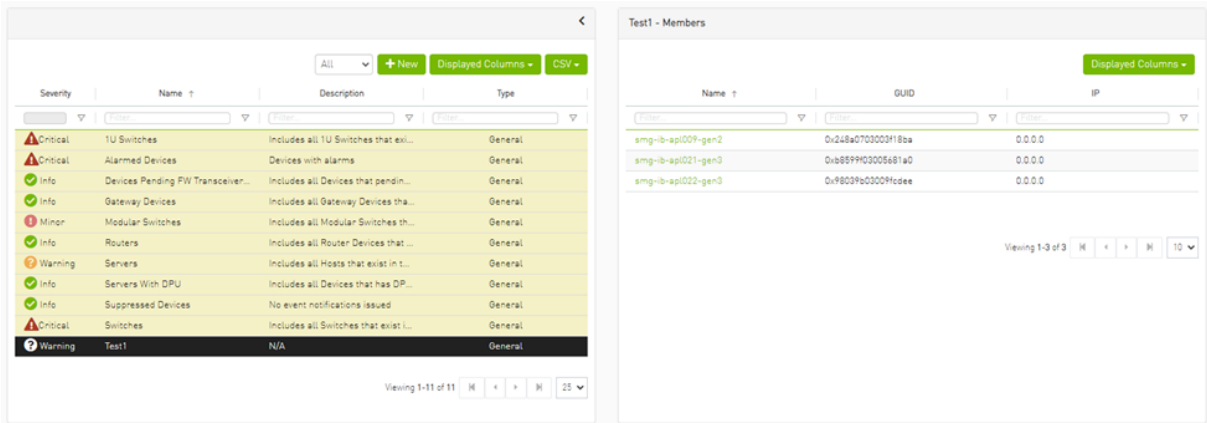 Test1 - Members
All
+ New
Displayed Columns
CSV
Displayed Columns
Severity Name ↑ Description Type
Name ↑ GUID IP
Filter... Filter... Filter...
Filter... Filter... Filter...
Critical 1U Switches Includes all 1U Switches that exi... General
Critical Alarmed Devices Devices with alarms General
Info Devices Pending FW Transceiver... Includes all Devices that pendin... General
Info Gateway Devices Includes all Gateway Devices tha... General
Minor Modular Switches Includes all Modular Switches th... General
Info Routers Includes all Router Devices that ... General
Warning Servers Includes all Hosts that exist in t... General
Info Servers With DPU Includes all Devices that has DP... General
Info Suppressed Devices No event notifications issued General
Critical Switches Includes all Switches that exist i... General
Warning Test1 N/A General
Viewing 1-11 of 11 25
smg-ib-apl009-gen2 0x248a0703003f18ba 0.0.0.0
smg-ib-apl021-gen3 0xb8599f03005681a0 0.0.0.0
smg-ib-apl022-gen3 0x98039b03009fcdee 0.0.0.0
Viewing 1-3 of 3 10